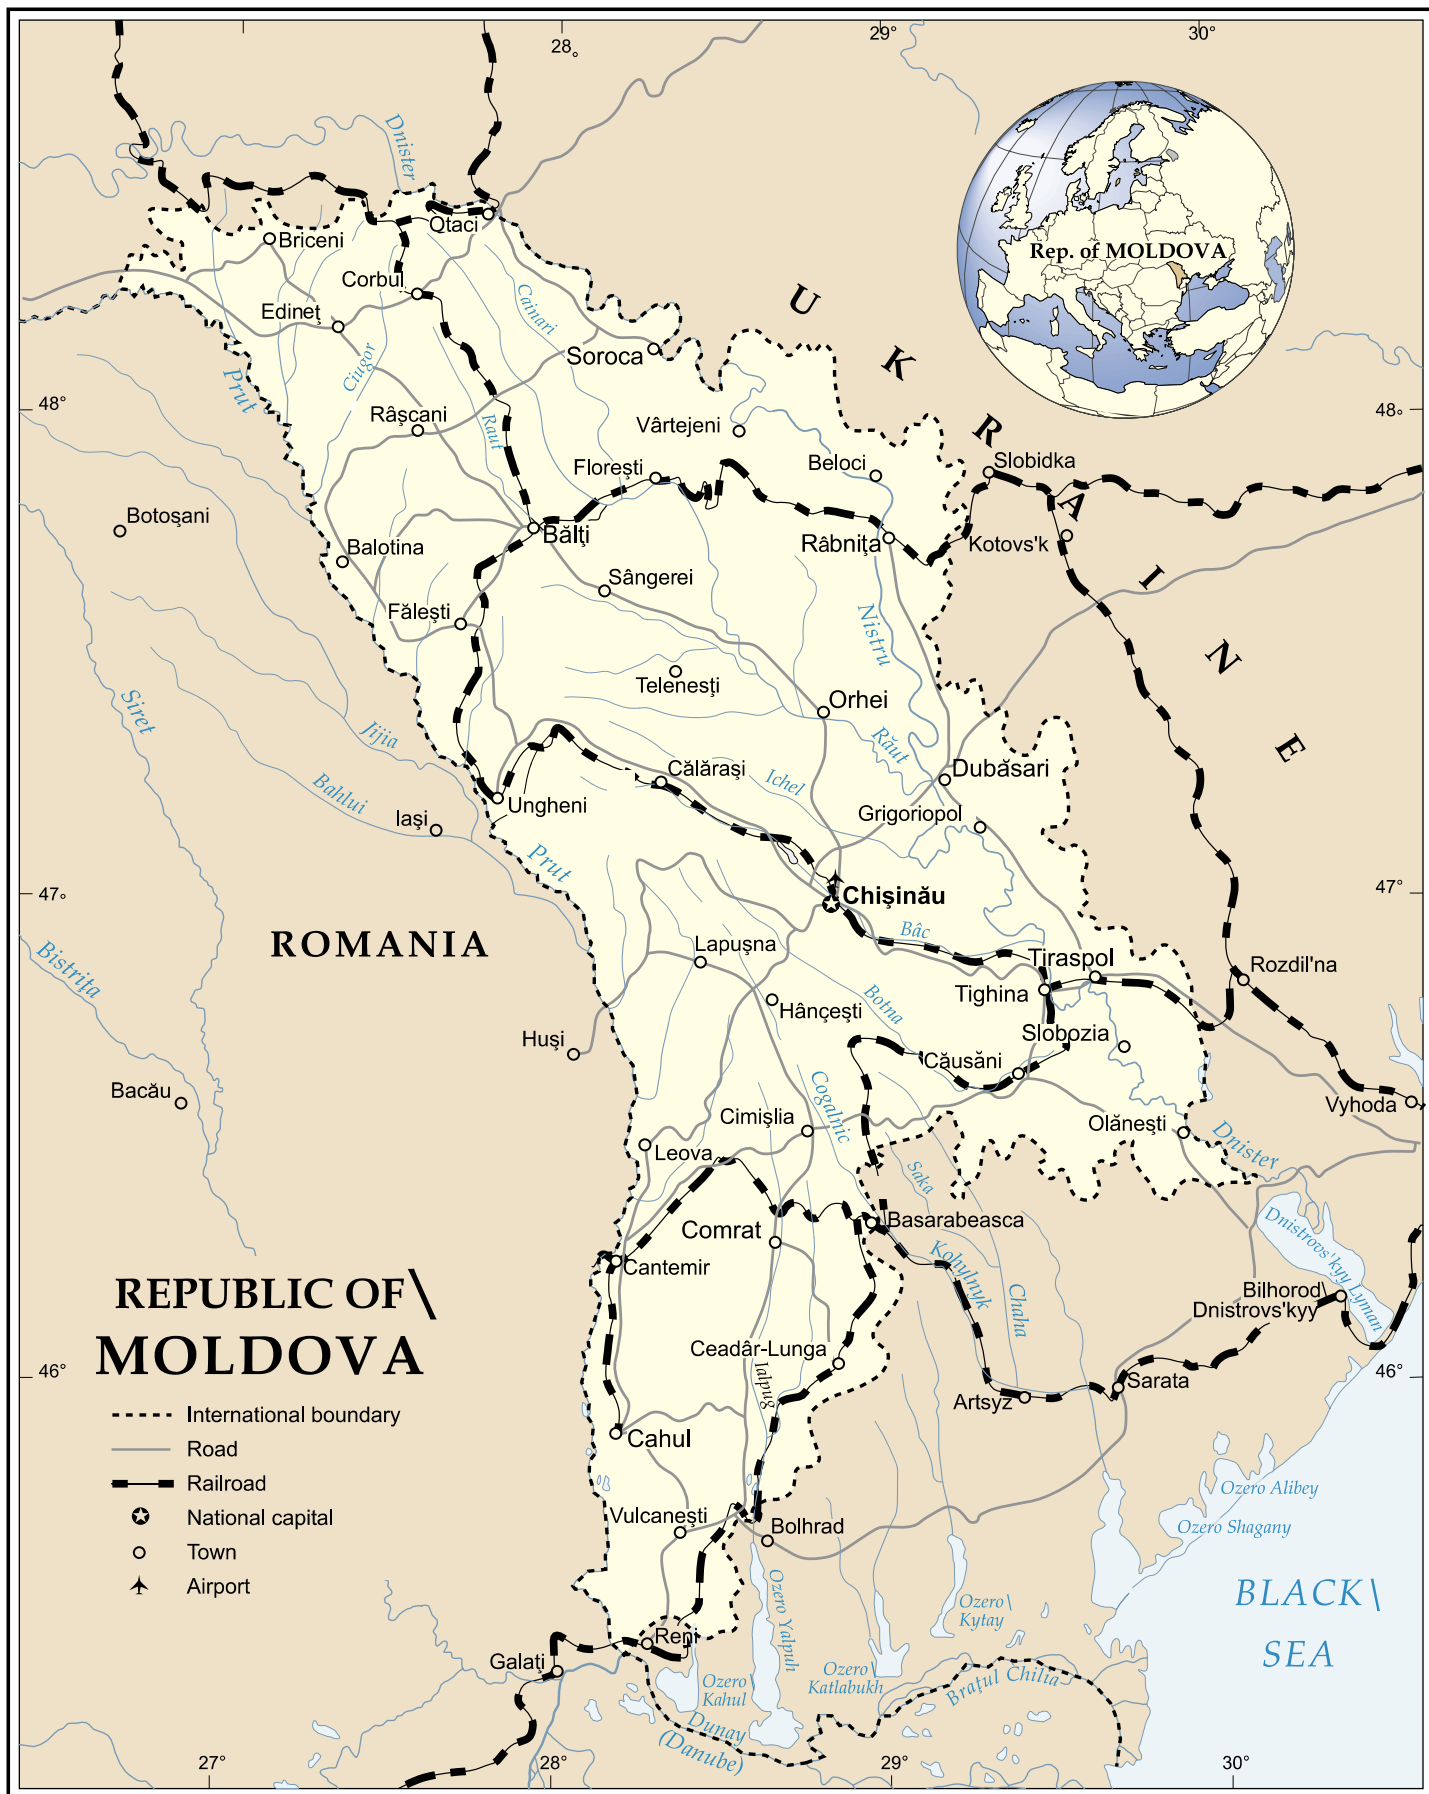 28°
29°
30°
Dnister
Otaci
Briceni
Corbul
Cainari
Edineţ
Ciugor
Soroca
Prut
Rep. of MOLDOVA
UKRAINE
48°
48°
Râşcani
Raut
Vârtejeni
Floreşti
Beloci
Slobidka
Botoşani
Bălţi
Râbniţa
Kotovs'k
Balotina
Sângerei
Făleşti
Nistru
Teleneşti
Orhei
Siret
Jijia
Răut
Călăraşi
Ichel
Dubăsari
Bahlui
Ungheni
Iaşi
Grigoriopol
Prut
47°
47°
Chişinău
ROMANIA
Bâc
Lapuşna
Tiraspol
Rozdil'na
Bistriţa
Tighina
Botna
Hânçeşti
Slobozia
Huşi
Căusăni
Bacău
Cogalnic
Vyhoda
Cimişlia
Olăneşti
Dnister
Leova
Saka
Basarabeasca
Comrat
Dnistrovs'kyy Lyman
Kohylnyk
Cantemir
Chaha
Bilhorod\
Dnistrovs'kyy
REPUBLIC OF\
MOLDOVA
Ceadâr-Lunga
Ialpug
46°
46°
Sarata
Artsyz
International boundary
Cahul
Road
Railroad
Ozero Alibey
National capital
Vulcaneşti
Bolhrad
Ozero Shagany
Town
Airport
Ozero Yalpuh
Ozero\
Kytay
BLACK\
SEA
Reni
Galaţi
Ozero
Kahul\
Ozero\
Katlabukh
Braţul Chilia
Dunay
(Danube)
27°
28°
29°
30°